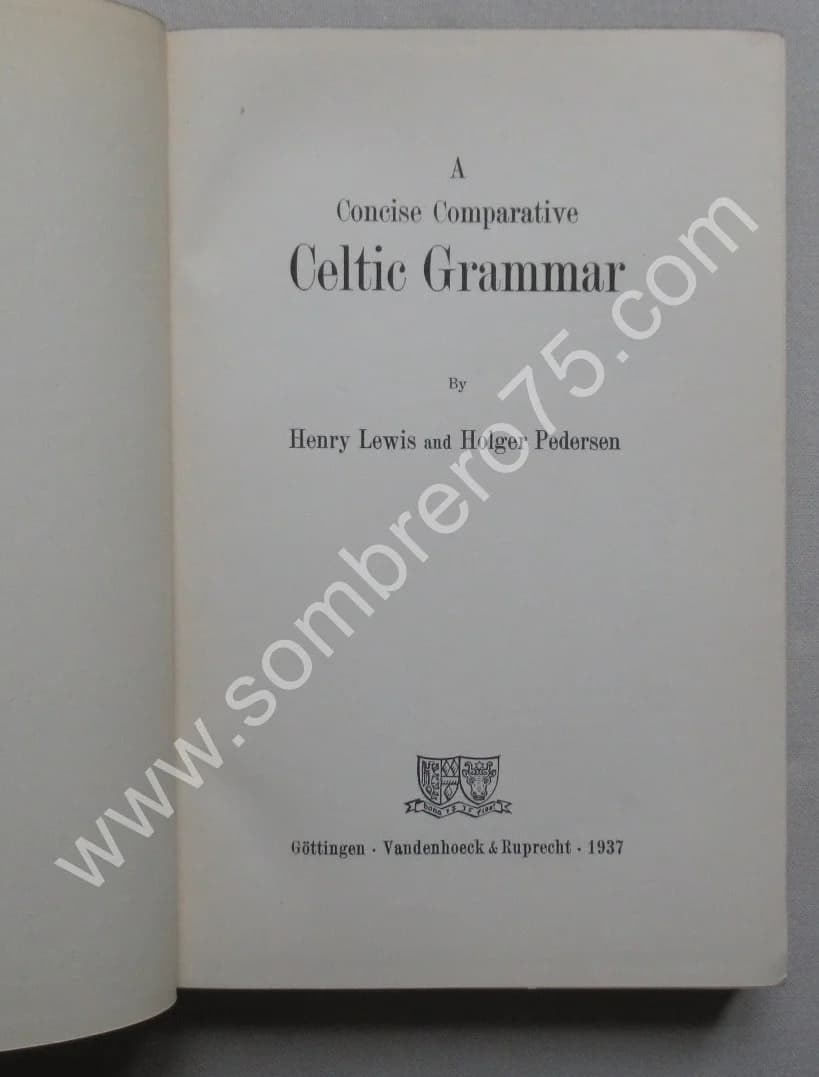 A
Concise Comparative
Celtic Grammar
By
Henry Lewis and Holger Pedersen
Göttingen · Vandenhoeck & Ruprecht · 1937
www.sombrero75.com